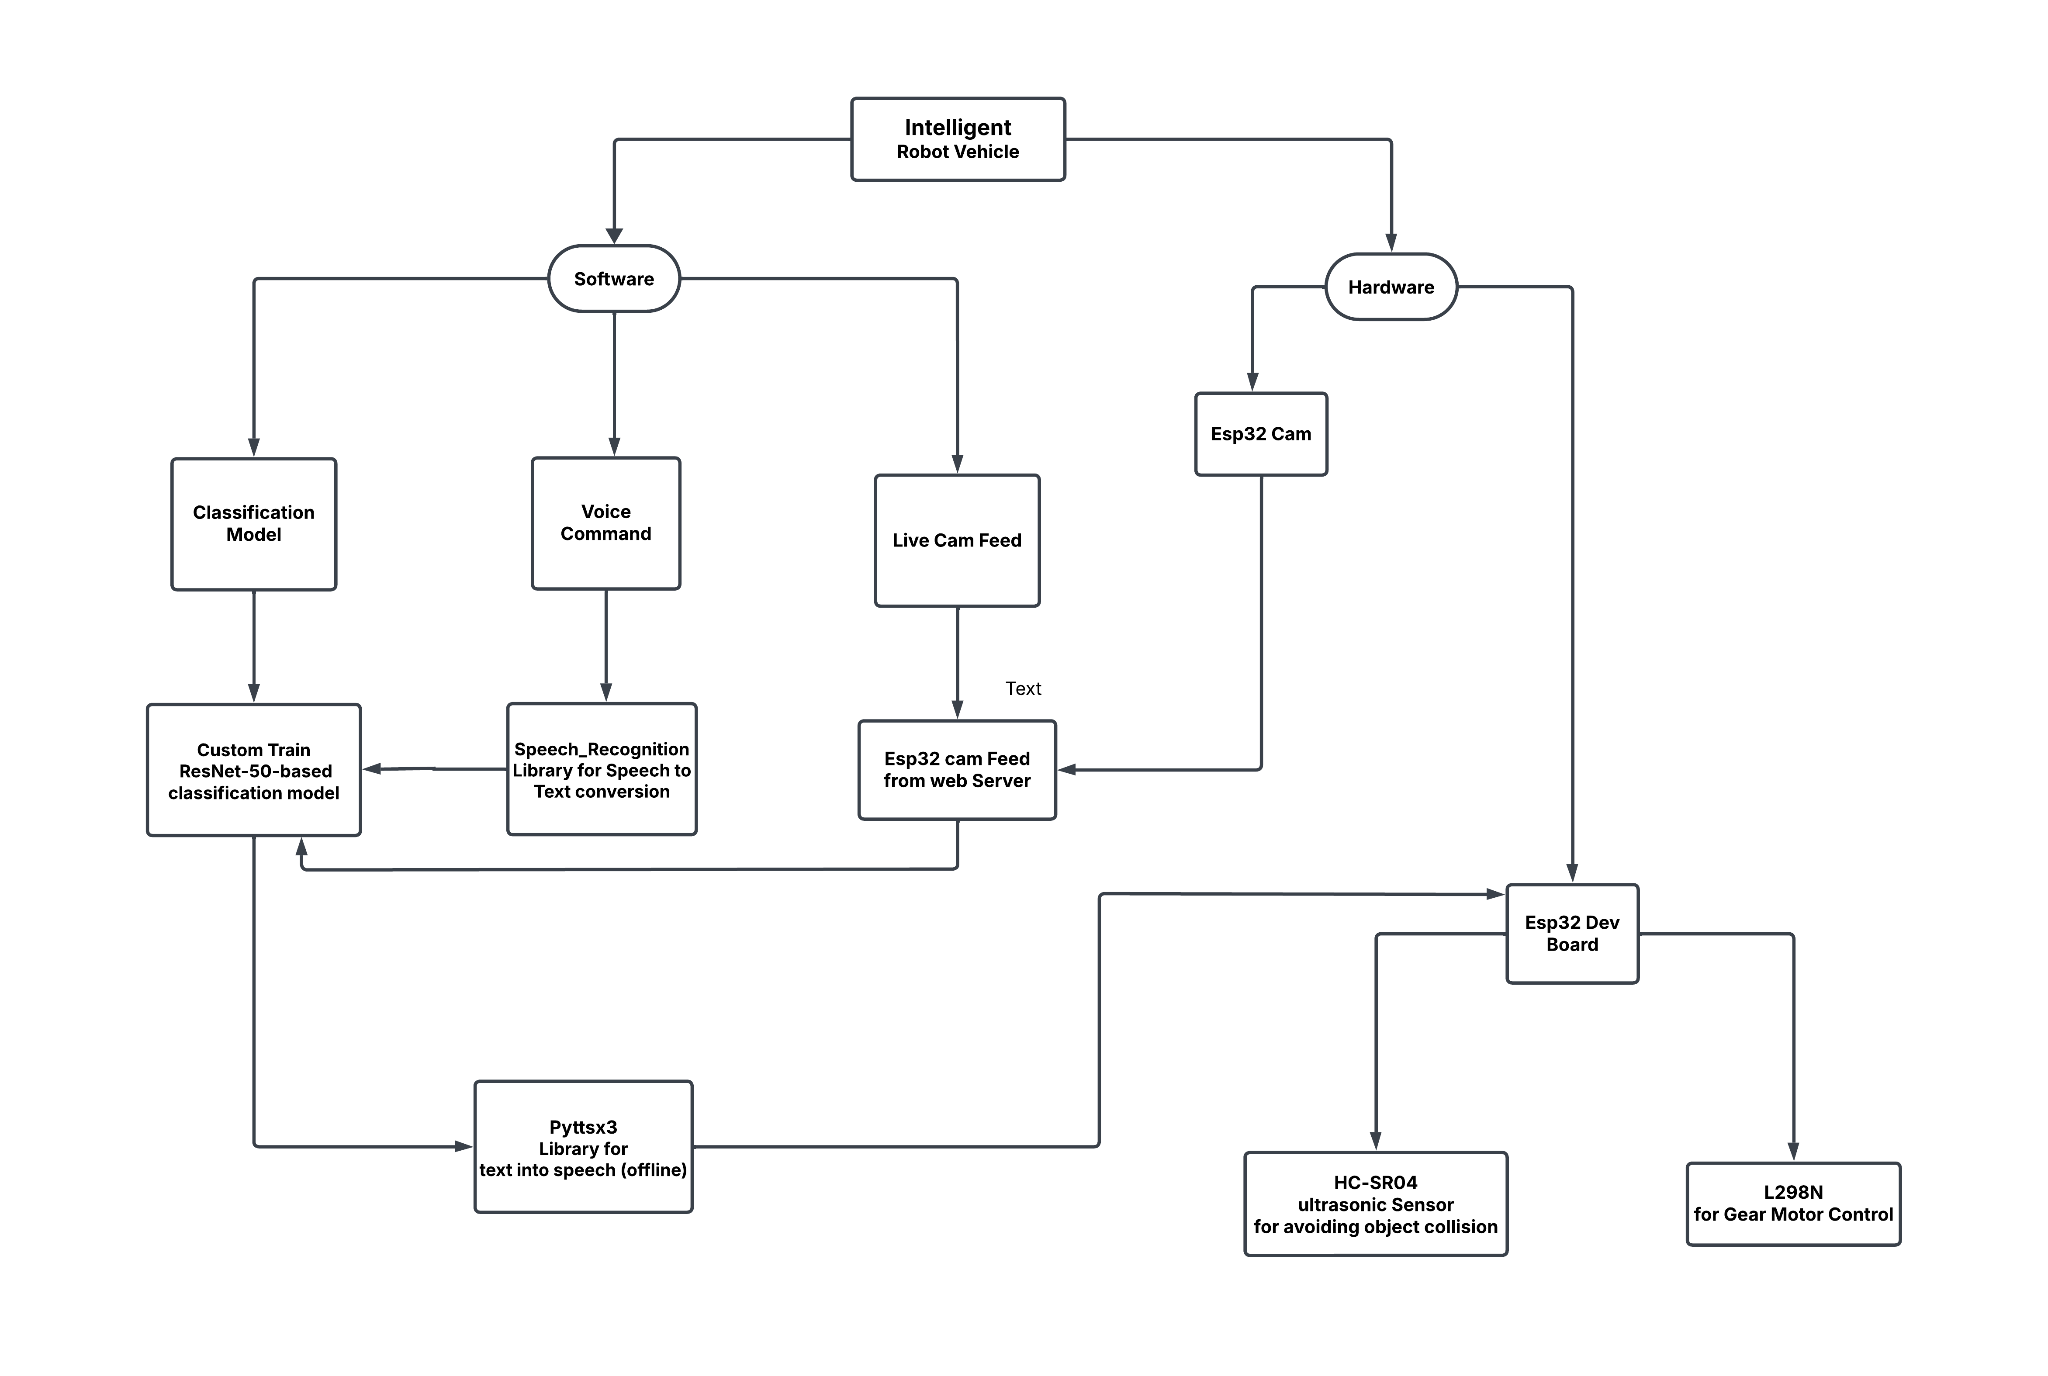 Intelligent
Robot Vehicle
Software
Hardware
Esp32 Cam
Classification
Model
Voice
Command
Live Cam Feed
Text
Custom Train
ResNet-50-based
classification model
Speech_Recognition
Library for Speech to
Text conversion
Esp32 cam Feed
from web Server
Esp32 Dev
Board
Pyttsx3
Library for
text into speech (offline)
HC-SR04
ultrasonic Sensor
for avoiding object collision
L298N
for Gear Motor Control